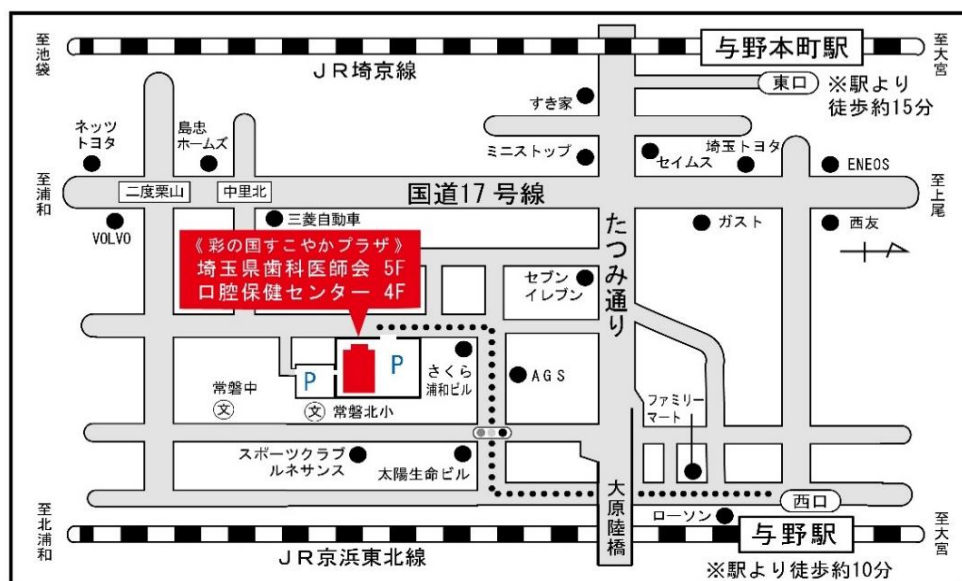 至池袋
JR埼京線
与野本町駅
至大宮
東口
※駅より
徒歩約15分
すき家
ネッツ
トヨタ
島忠
ホームズ
ミニストップ
セイムス
埼玉トヨタ
ENEOS
至浦和
二度栗山
中里北
国道17号線
至上尾
VOLVO
三菱自動車
たつみ通り
ガスト
西友
《彩の国すこやかプラザ》
埼玉県歯科医師会 5F
口腔保健センター 4F
セブン
イレブン
P
P
さくら
浦和ビル
AGS
常盤中
文
文
常盤北小
ファミリー
マート
スポーツクラブ
ルネサンス
太陽生命ビル
大原陸橋
西口
ローソン
至北浦和
JR京浜東北線
与野駅
至大宮
※駅より徒歩約10分